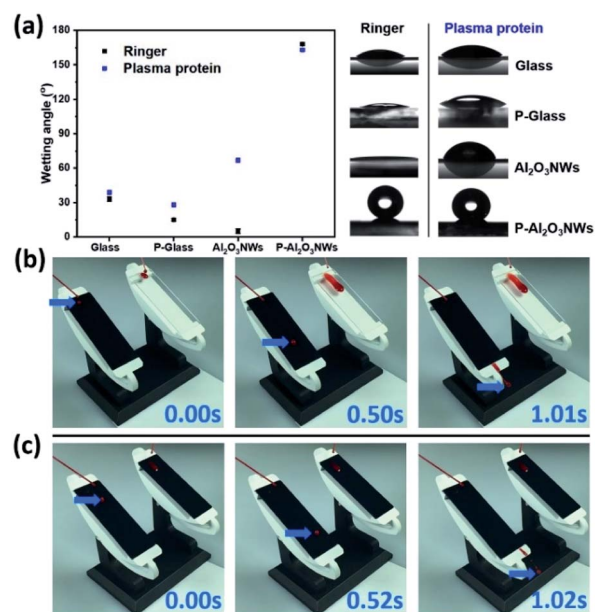 (a)
180
150
120
90
60
30
0
Wetting angle (°)
Ringer
Plasma protein
Glass
P-Glass
Al₂O₃NWs
P-Al₂O₃NWs
Ringer
Plasma protein
Glass
P-Glass
Al₂O₃NWs
P-Al₂O₃NWs
(b)
0.00s
0.50s
1.01s
(c)
0.00s
0.52s
1.02s